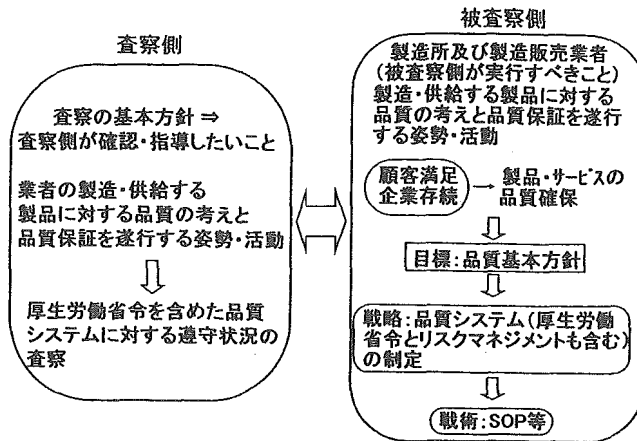 査察側
査察の基本方針 ⇒
査察側が確認・指導したいこと
業者の製造・供給する
製品に対する品質の考えと
品質保証を遂行する姿勢・活動
厚生労働省令を含めた品質
システムに対する遵守状況の
査察
被査察側
製造所及び製造販売業者
(被査察側が実行すべきこと)
製造・供給する製品に対する
品質の考えと品質保証を遂
行する姿勢・活動
顧客満足
企業存続
→ 製品・サービスの
品質確保
目標:品質基本方針
戦略:品質システム(厚生労働
省令とリスクマネジメントも含む)
の制定
戦術:SOP等